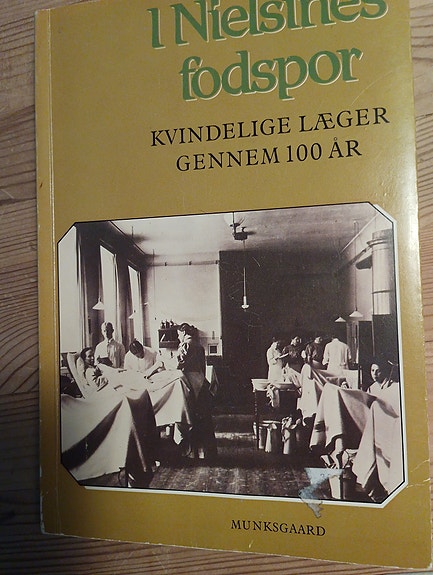 I Nielsines
fodspor
KVINDELIGE LÆGER
GENNEM 100 ÅR
MUNKSGAARD